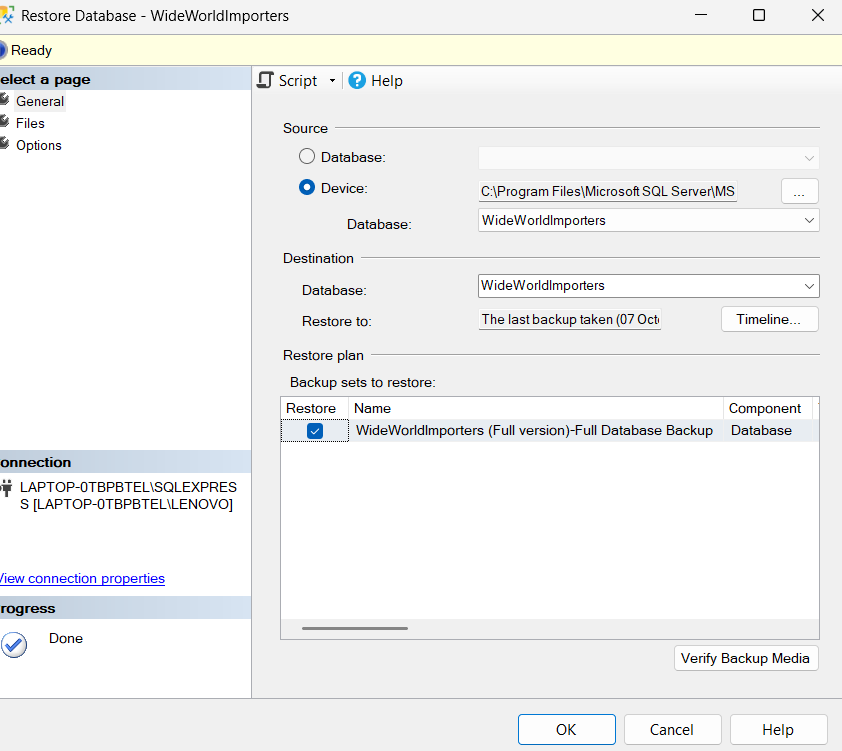 Restore Database - WideWorldImporters
Ready
elect a page
General
Files
Options
Script
Help
Source
Database:
Device:
C:\Program Files\Microsoft SQL Server\MS
...
Database:
WideWorldImporters
Destination
Database:
WideWorldImporters
Restore to:
The last backup taken (07 Octo
Timeline...
Restore plan
Backup sets to restore:
Restore Name Component
WideWorldImporters (Full version)-Full Database Backup Database
onnection
LAPTOP-0TBPBTEL\SQLEXPRES
S [LAPTOP-0TBPBTEL\LENOVO]
View connection properties
rogress
Done
Verify Backup Media
OK
Cancel
Help